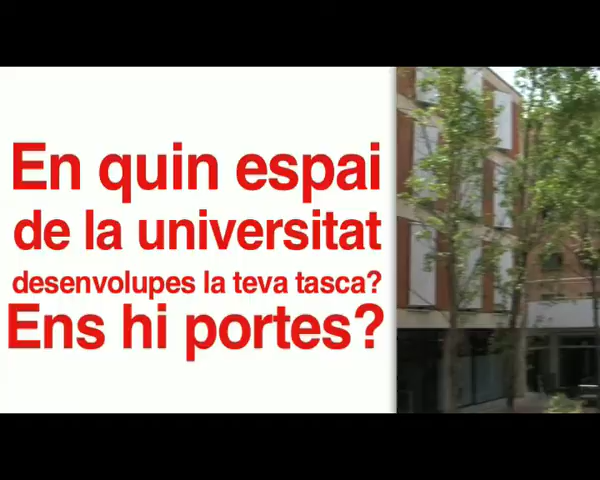 En quin espai
de la universitat
desenvolupes la teva tasca?
Ens hi portes?